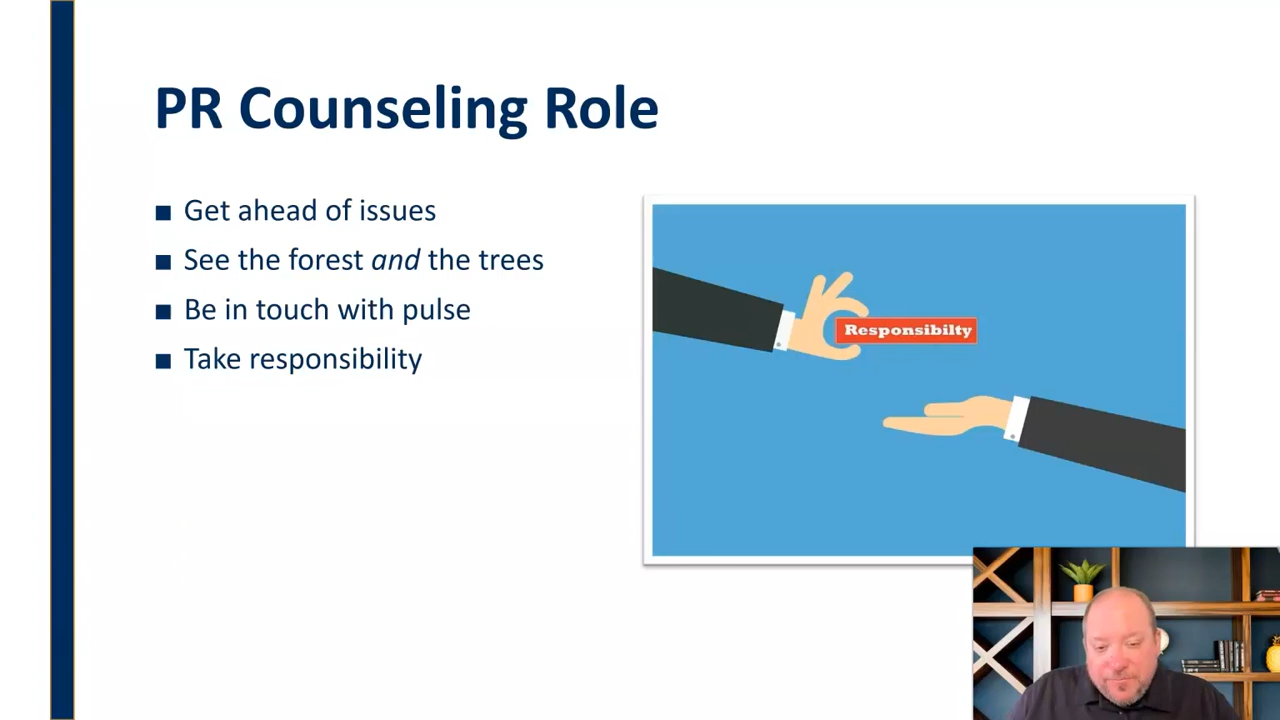 PR Counseling Role
■ Get ahead of issues
■ See the forest and the trees
■ Be in touch with pulse
■ Take responsibility
Responsibilty